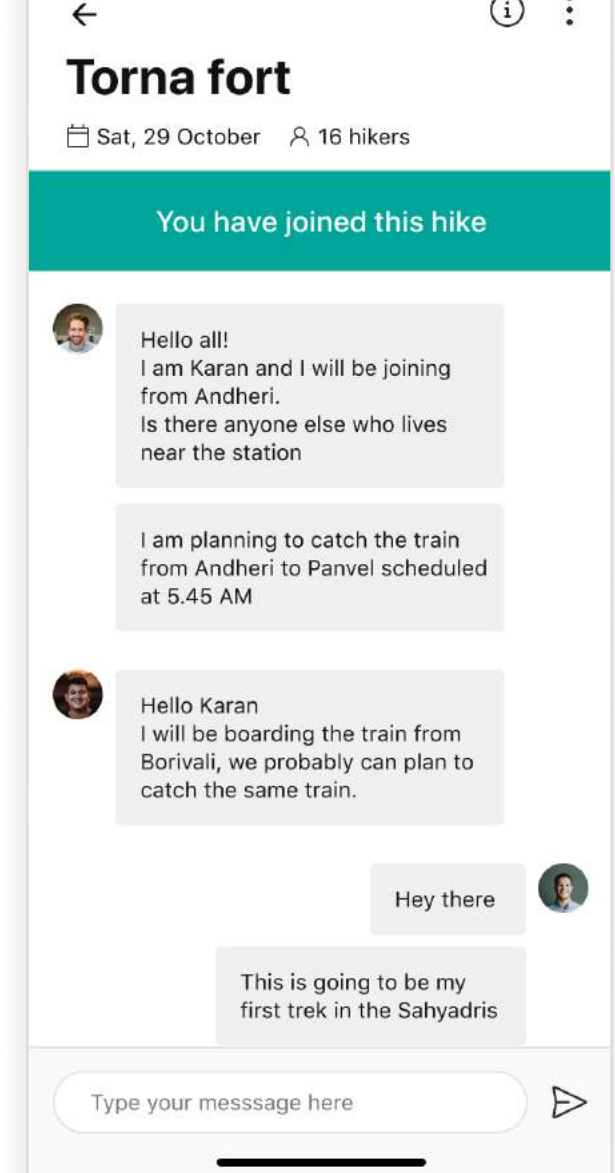 Torna fort
Sat, 29 October 16 hikers
You have joined this hike
Hello all!
I am Karan and I will be joining
from Andheri.
Is there anyone else who lives
near the station
I am planning to catch the train
from Andheri to Panvel scheduled
at 5.45 AM
Hello Karan
I will be boarding the train from
Borivali, we probably can plan to
catch the same train.
Hey there
This is going to be my
first trek in the Sahyadris
Type your messsage here